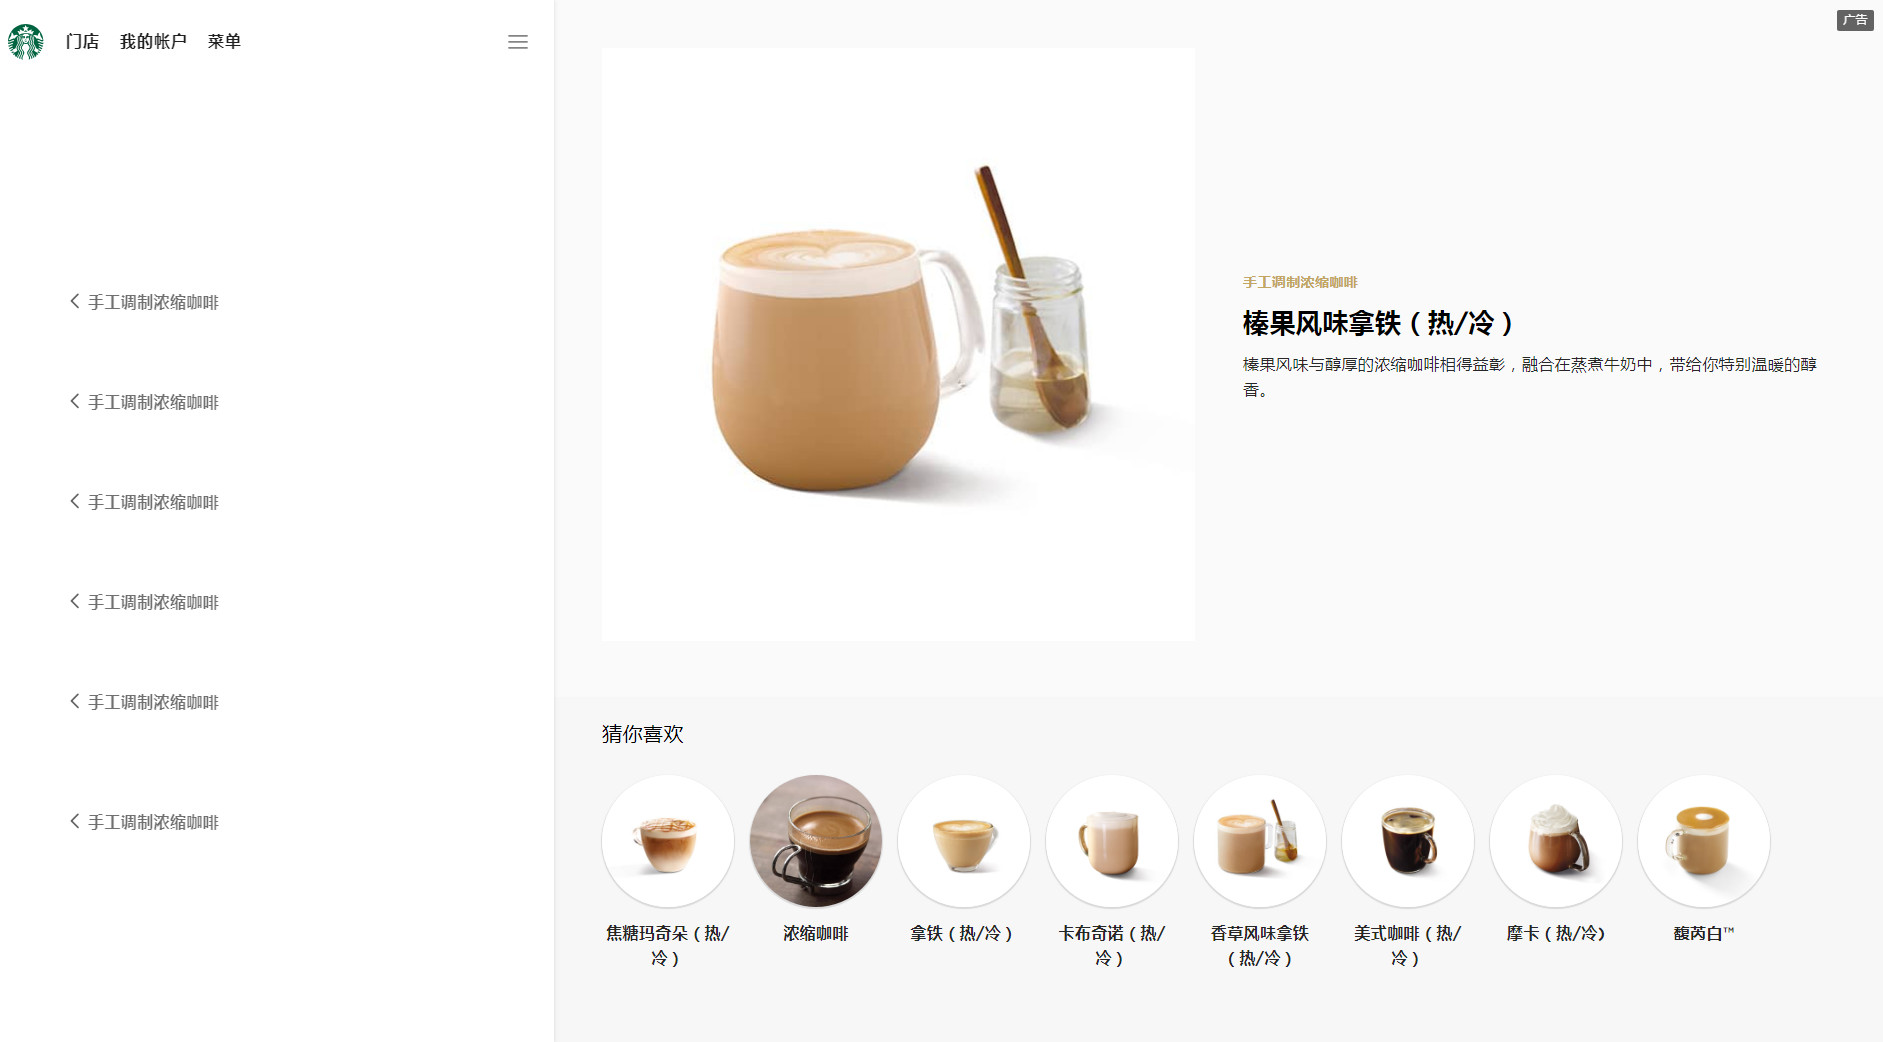 门店 我的帐户 菜单
广告
手工调制浓缩咖啡
手工调制浓缩咖啡
手工调制浓缩咖啡
手工调制浓缩咖啡
手工调制浓缩咖啡
手工调制浓缩咖啡
手工调制浓缩咖啡
榛果风味拿铁（热/冷）
榛果风味与醇厚的浓缩咖啡相得益彰，融合在蒸煮牛奶中，带给你特别温暖的醇
香。
猜你喜欢
焦糖玛奇朵（热/
冷）
浓缩咖啡
拿铁（热/冷）
卡布奇诺（热/
冷）
香草风味拿铁
（热/冷）
美式咖啡（热/
冷）
摩卡（热/冷）
馥芮白™